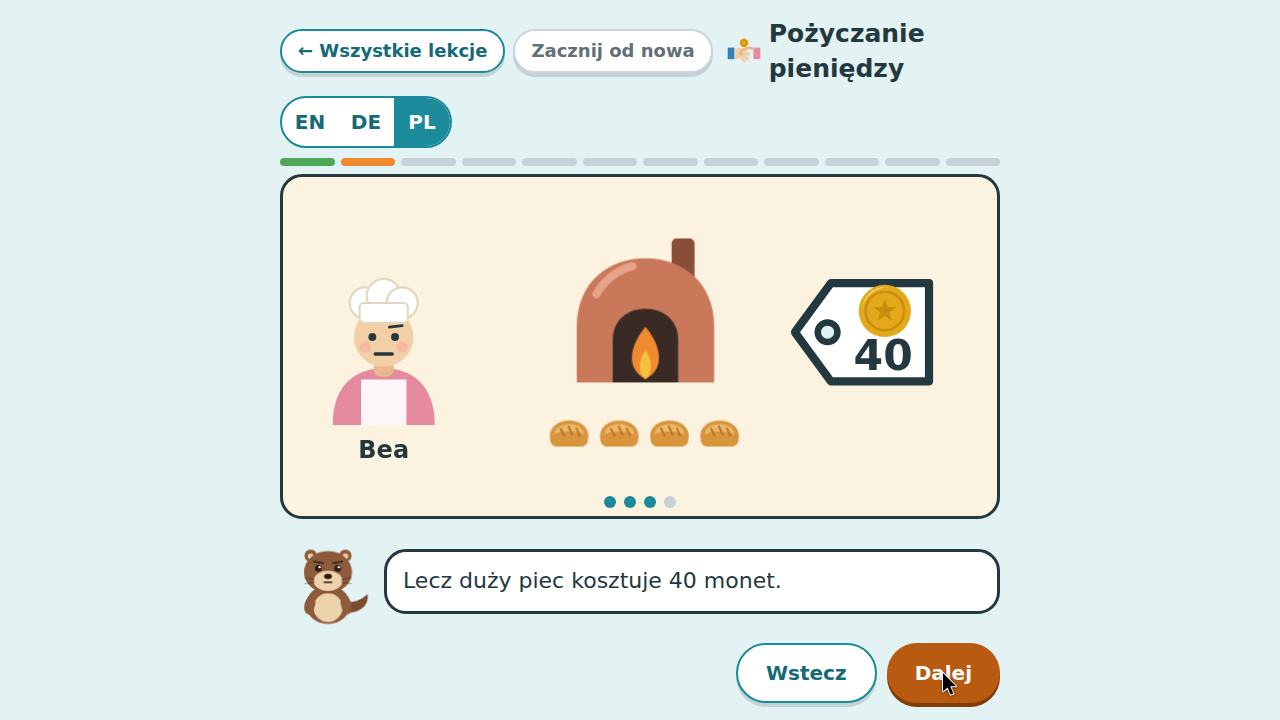 ← Wszystkie lekcje
Zacznij od nowa
Pożyczanie
pieniędzy
EN DE PL
40
Bea
Lecz duży piec kosztuje 40 monet.
Wstecz
Dalej